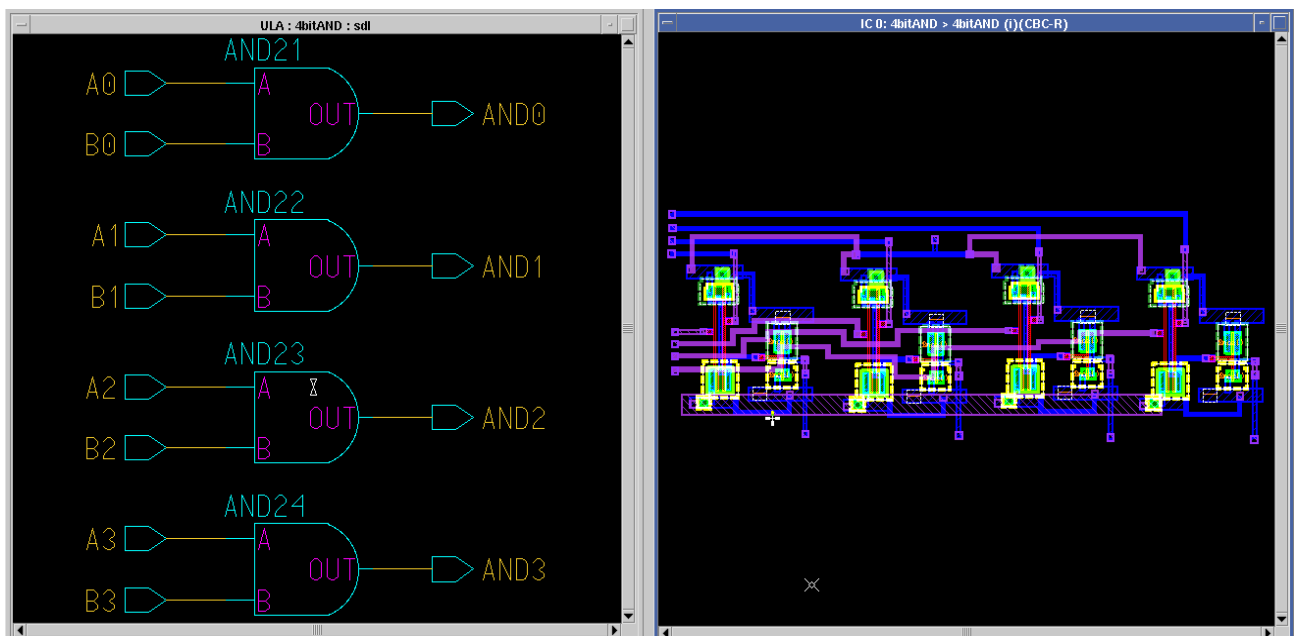 ULA : 4bitAND : sdl
AND21
A0
A
OUT
AND0
B0
B
AND22
A1
A
OUT
AND1
B1
B
AND23
A2
A
OUT
AND2
B2
B
AND24
A3
A
OUT
AND3
B3
B
IC 0: 4bitAND > 4bitAND (i)(CBC-R)